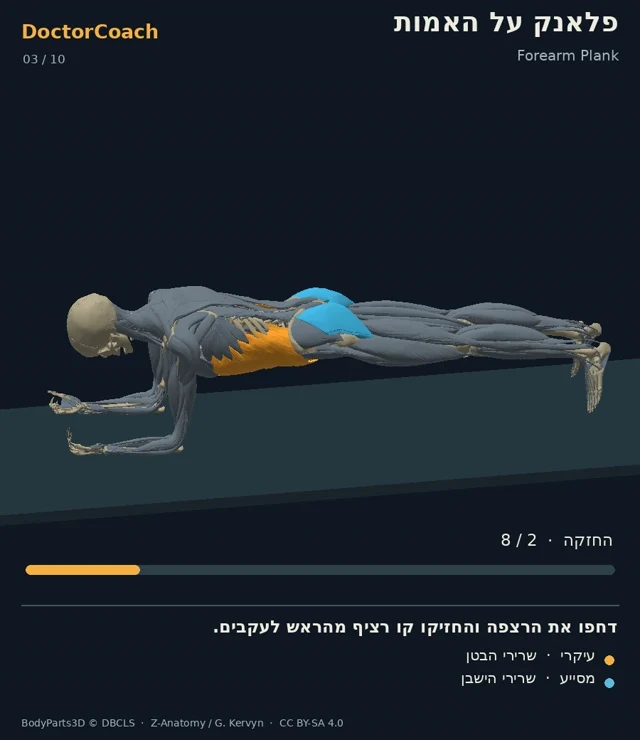 DoctorCoach
פלאנק על האמות
03 / 10
Forearm Plank
החזקה · 2 / 8
דחפו את הרצפה והחזיקו קו רציף מהראש לעקבים.
עיקרי · שרירי הבטן
מסייע · שרירי הישבן
BodyParts3D © DBCLS · Z-Anatomy / G. Kervyn · CC BY-SA 4.0